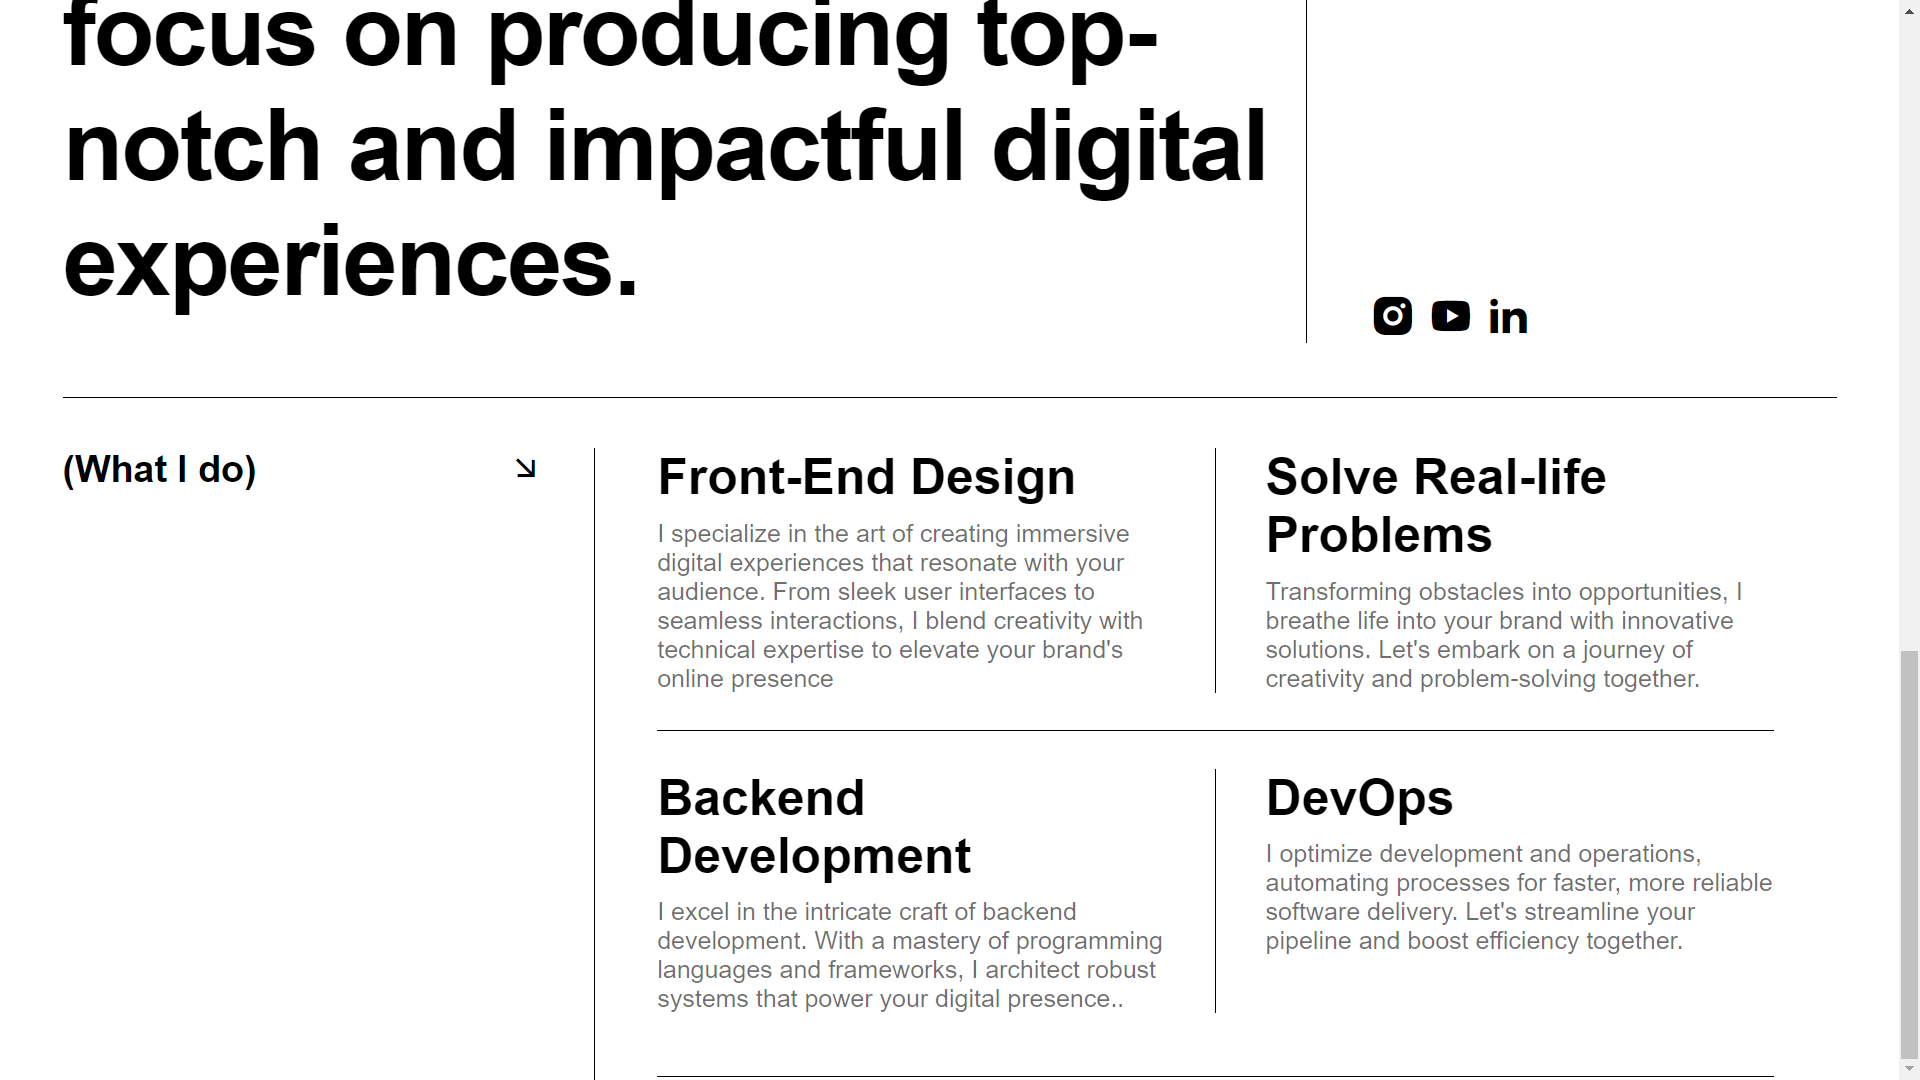 focus on producing top-
notch and impactful digital
experiences.
(What I do)
Front-End Design
I specialize in the art of creating immersive
digital experiences that resonate with your
audience. From sleek user interfaces to
seamless interactions, I blend creativity with
technical expertise to elevate your brand's
online presence
Solve Real-life
Problems
Transforming obstacles into opportunities, I
breathe life into your brand with innovative
solutions. Let's embark on a journey of
creativity and problem-solving together.
Backend
Development
I excel in the intricate craft of backend
development. With a mastery of programming
languages and frameworks, I architect robust
systems that power your digital presence..
DevOps
I optimize development and operations,
automating processes for faster, more reliable
software delivery. Let's streamline your
pipeline and boost efficiency together.